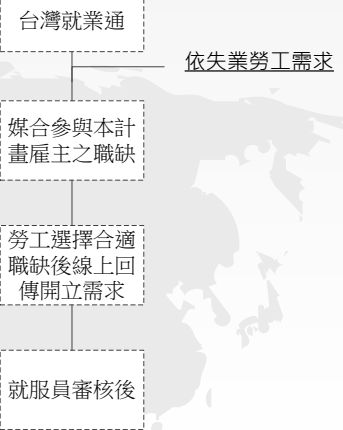 台灣就業通
依失業勞工需求
媒合參與本計
畫雇主之職缺
勞工選擇合適
職缺後線上回
傳開立需求
就服員審核後